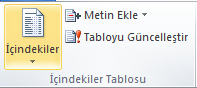 Metin Ekle
Tabloyu Güncelleştir
İçindekiler
İçindekiler Tablosu